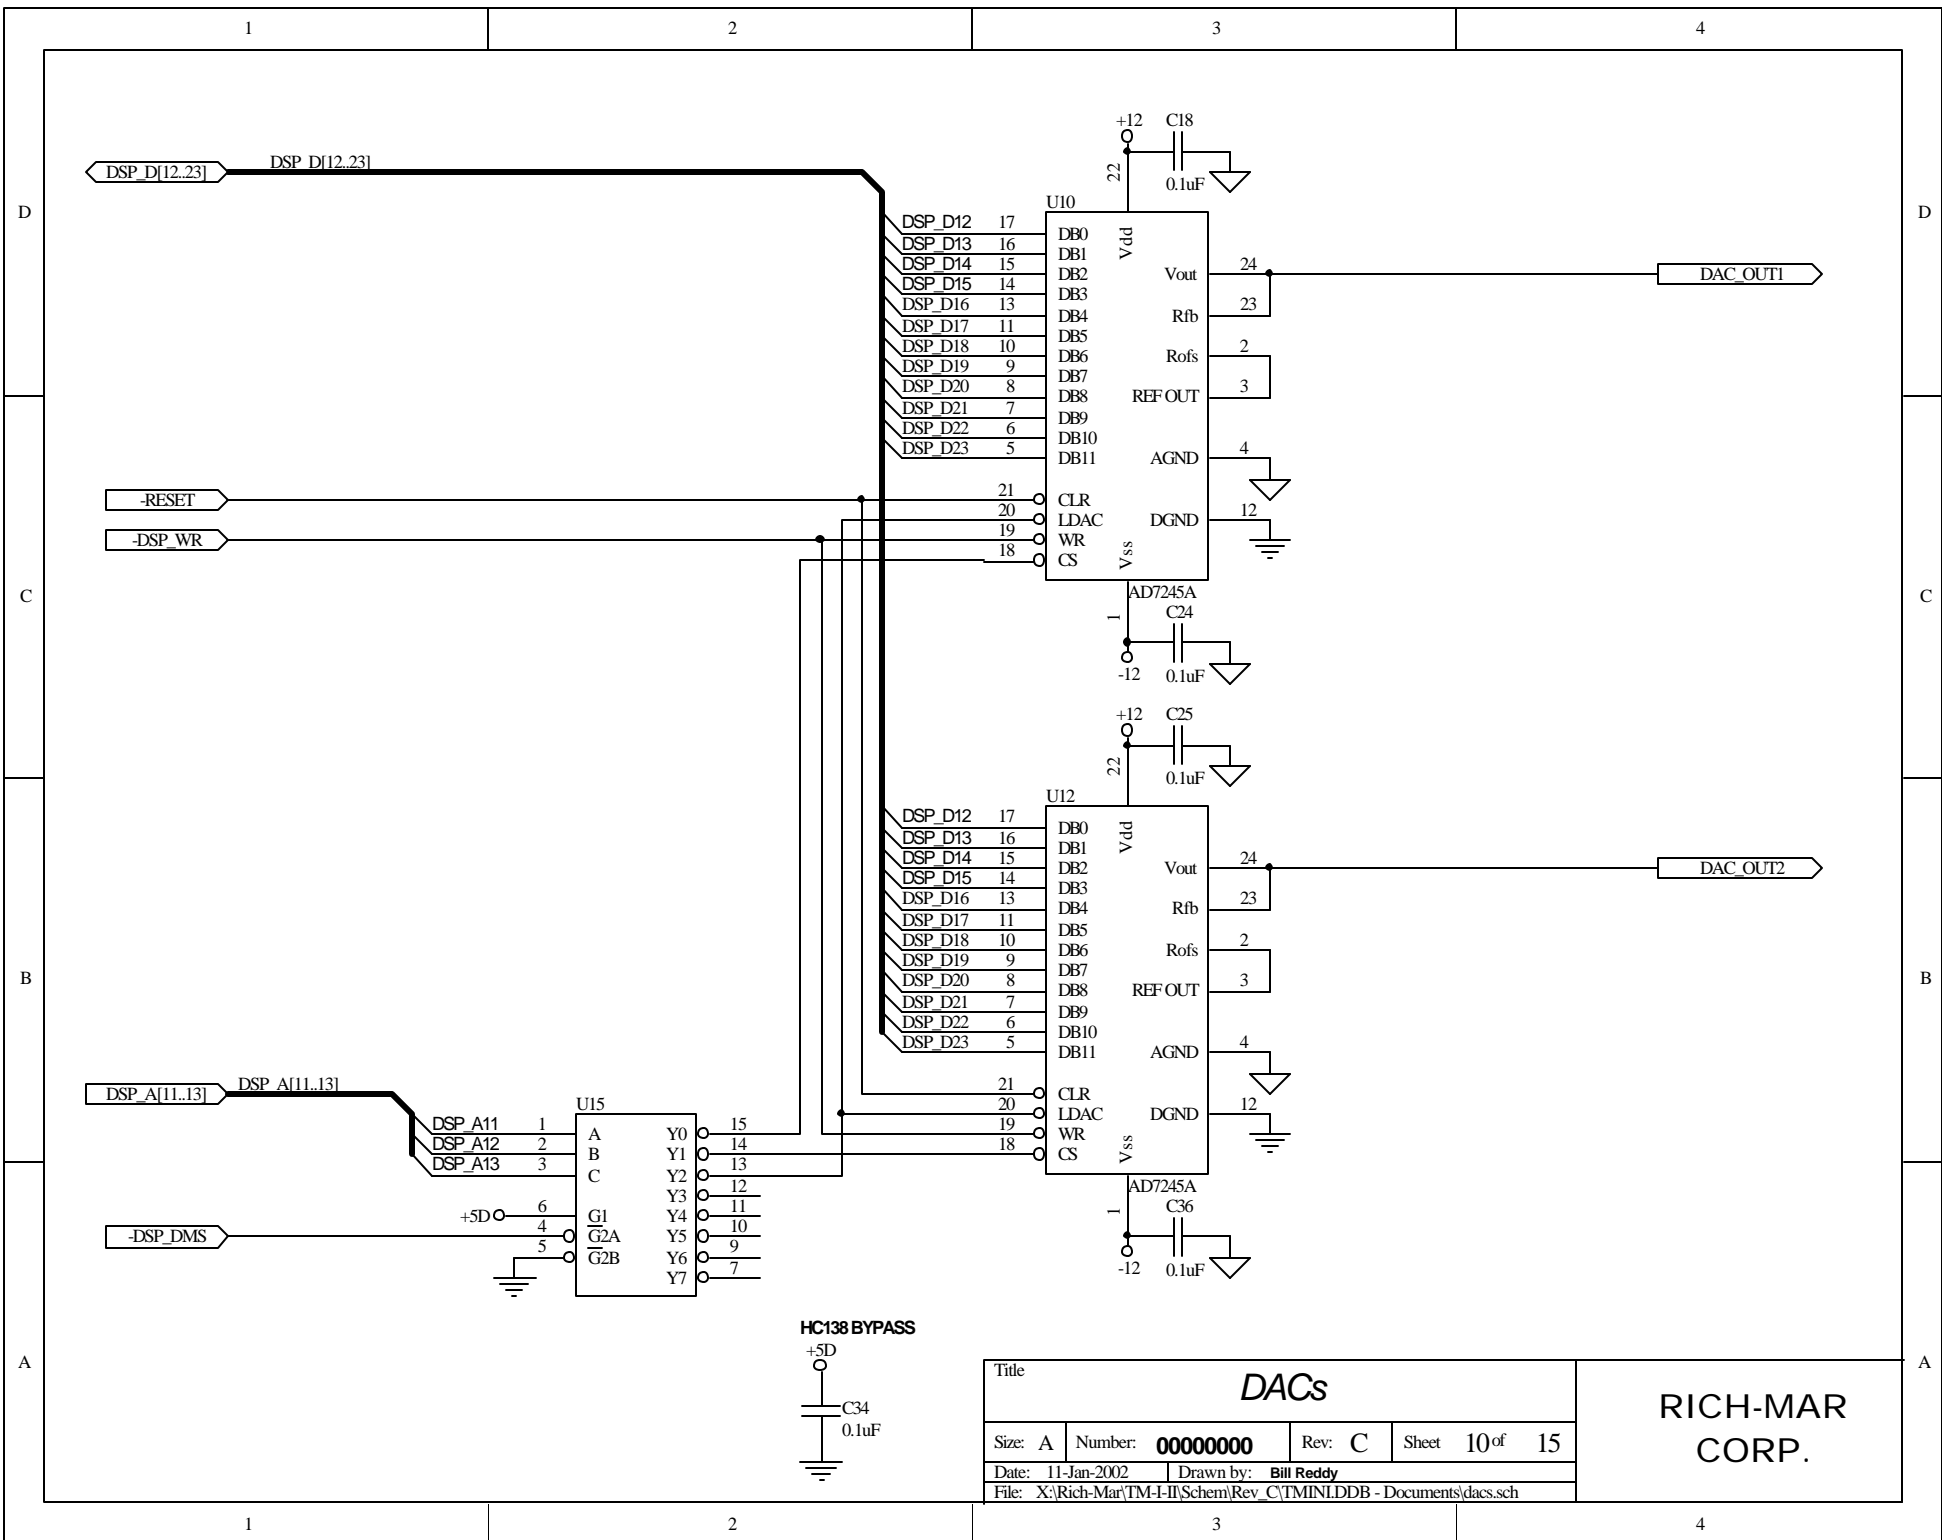 1 2 3 4
D D
C C
B B
A A
DSP_D[12..23] DSP_D[12..23]
-RESET
-DSP_WR
+12 C18
22 0.1uF
U10
DSP_D12 17 DB0 Vdd
DSP_D13 16 DB1
DSP_D14 15 DB2 Vout 24 DAC_OUT1
DSP_D15 14 DB3
DSP_D16 13 DB4 Rfb 23
DSP_D17 11 DB5
DSP_D18 10 DB6 Rofs 2
DSP_D19 9 DB7
DSP_D20 8 DB8 REF OUT 3
DSP_D21 7 DB9
DSP_D22 6 DB10
DSP_D23 5 DB11 AGND 4
21 CLR
20 LDAC DGND 12
19 WR
18 CS Vss
AD7245A
1 C24
-12 0.1uF
+12 C25
22 0.1uF
U12
DSP_D12 17 DB0 Vdd
DSP_D13 16 DB1
DSP_D14 15 DB2 Vout 24 DAC_OUT2
DSP_D15 14 DB3
DSP_D16 13 DB4 Rfb 23
DSP_D17 11 DB5
DSP_D18 10 DB6 Rofs 2
DSP_D19 9 DB7
DSP_D20 8 DB8 REF OUT 3
DSP_D21 7 DB9
DSP_D22 6 DB10
DSP_D23 5 DB11 AGND 4
21 CLR
20 LDAC DGND 12
19 WR
18 CS Vss
AD7245A
1 C36
-12 0.1uF
DSP_A[11..13] DSP_A[11..13]
U15
DSP_A11 1 A Y0 15
DSP_A12 2 B Y1 14
DSP_A13 3 C Y2 13
Y3 12
+5D 6 G1 Y4 11
-DSP_DMS 4 G2A Y5 10
5 G2B Y6 9
Y7 7
HC138 BYPASS
+5D
C34
0.1uF
Title
DACs
Size: A Number: 00000000 Rev: C Sheet 10 of 15
Date: 11-Jan-2002 Drawn by: Bill Reddy
File: X:\Rich-Mar\TM-I-II\Schem\Rev_C\TMINI.DDB - Documents\dacs.sch
RICH-MAR
CORP.
1 2 3 4